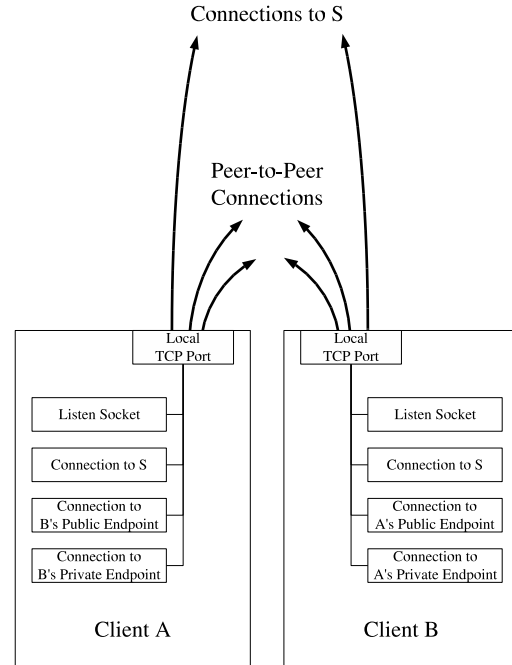 Connections to S
Peer-to-Peer
Connections
Local
TCP Port
Listen Socket
Connection to S
Connection to
B's Public Endpoint
Connection to
B's Private Endpoint
Client A
Local
TCP Port
Listen Socket
Connection to S
Connection to
A's Public Endpoint
Connection to
A's Private Endpoint
Client B